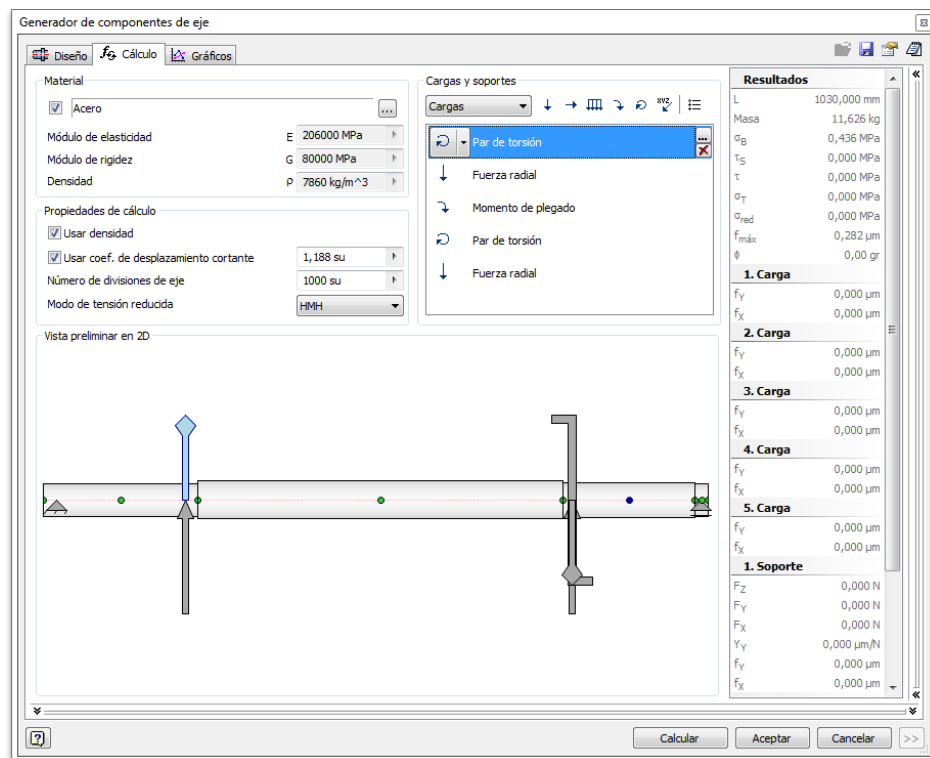 Generador de componentes de eje
Diseño Cálculo Gráficos
Material
Acero ...
Módulo de elasticidad E 206000 MPa
Módulo de rigidez G 80000 MPa
Densidad ρ 7860 kg/m^3
Propiedades de cálculo
Usar densidad
Usar coef. de desplazamiento cortante 1,188 su
Número de divisiones de eje 1000 su
Modo de tensión reducida HMH
Cargas y soportes
Cargas
Par de torsión ...
Fuerza radial
Momento de plegado
Par de torsión
Fuerza radial
Vista preliminar en 2D
Resultados
L 1030,000 mm
Masa 11,626 kg
σB 0,436 MPa
τS 0,000 MPa
τ 0,000 MPa
σT 0,000 MPa
σred 0,000 MPa
fmáx 0,282 μm
ϕ 0,00 gr
1. Carga
fY 0,000 μm
fX 0,000 μm
2. Carga
fY 0,000 μm
fX 0,000 μm
3. Carga
fY 0,000 μm
fX 0,000 μm
4. Carga
fY 0,000 μm
fX 0,000 μm
5. Carga
fY 0,000 μm
fX 0,000 μm
1. Soporte
FZ 0,000 N
FY 0,000 N
FX 0,000 N
YY 0,000 μm/N
fY 0,000 μm
fX 0,000 μm
Calcular Aceptar Cancelar >>